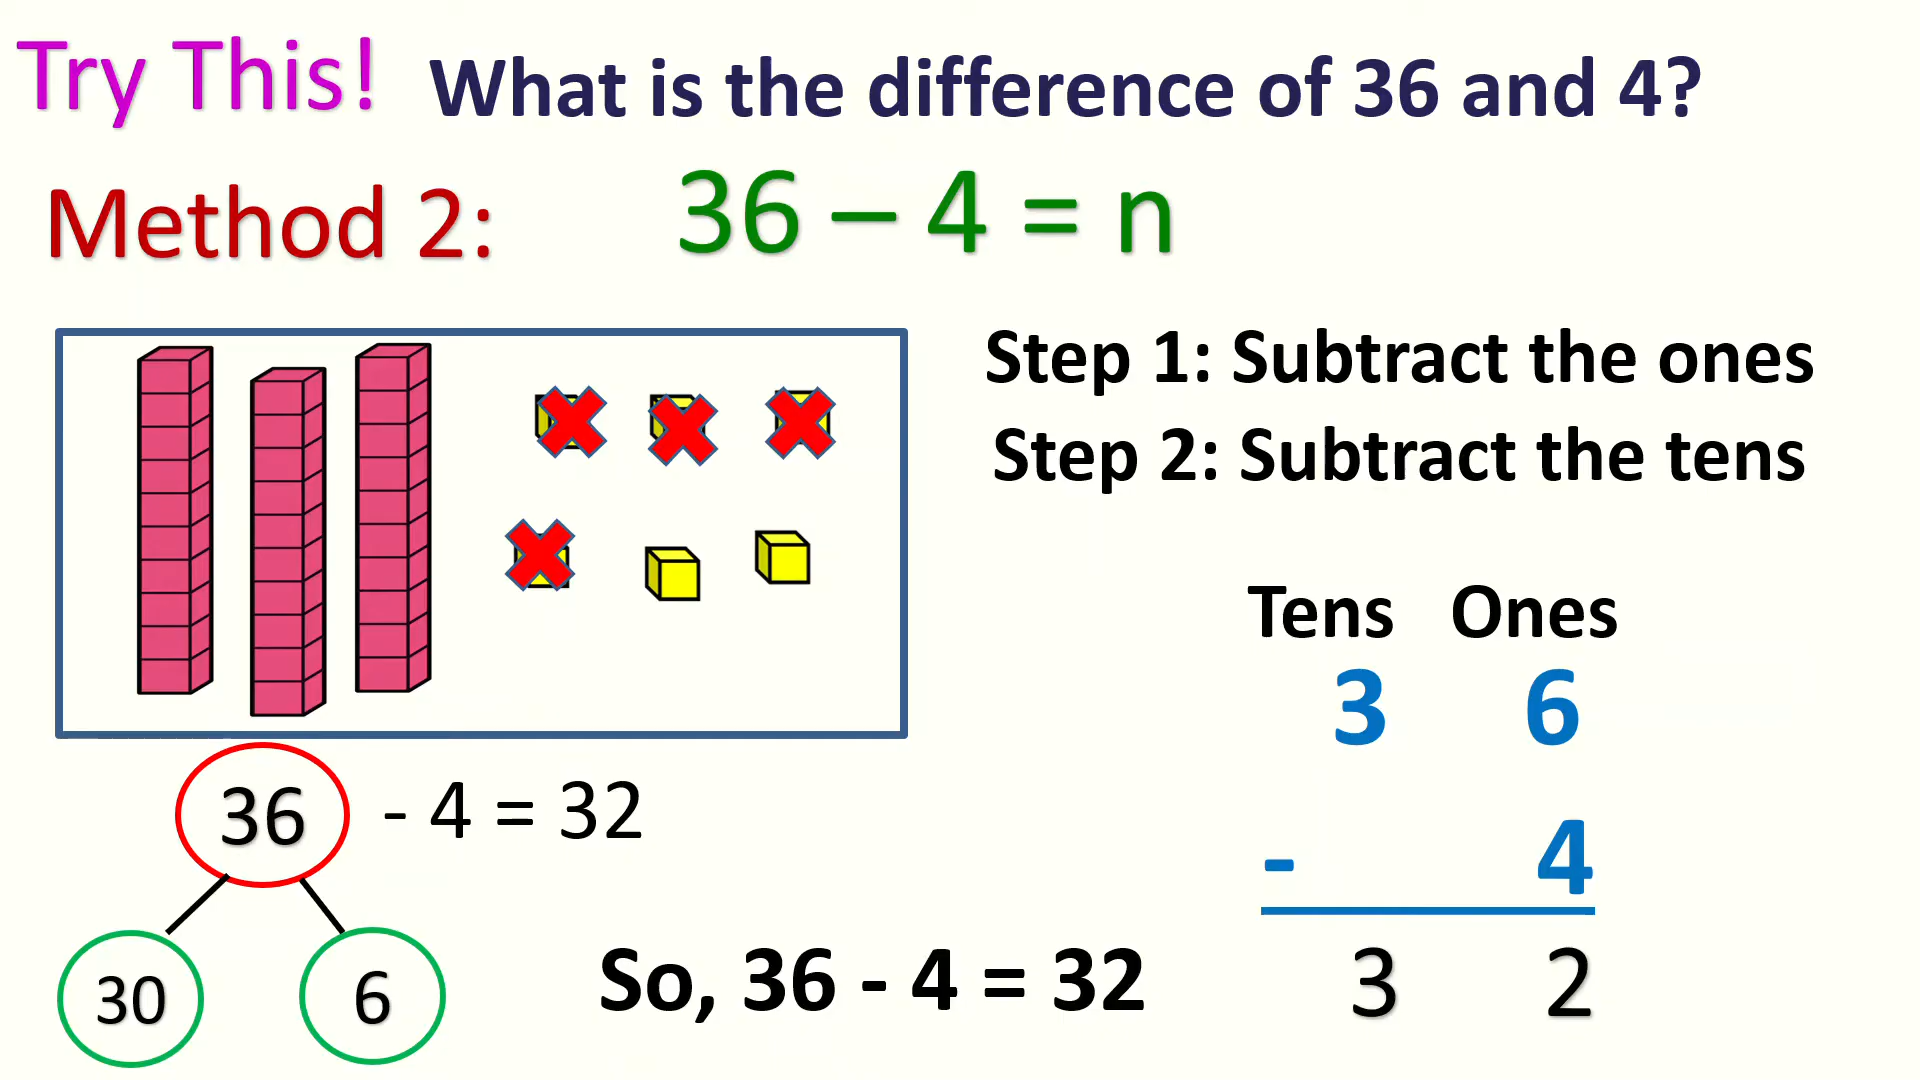 Try This! What is the difference of 36 and 4?
Method 2: 36 – 4 = n
Step 1: Subtract the ones
Step 2: Subtract the tens
36 - 4 = 32
30 6
Tens Ones
3 6
- 4
3 2
So, 36 - 4 = 32